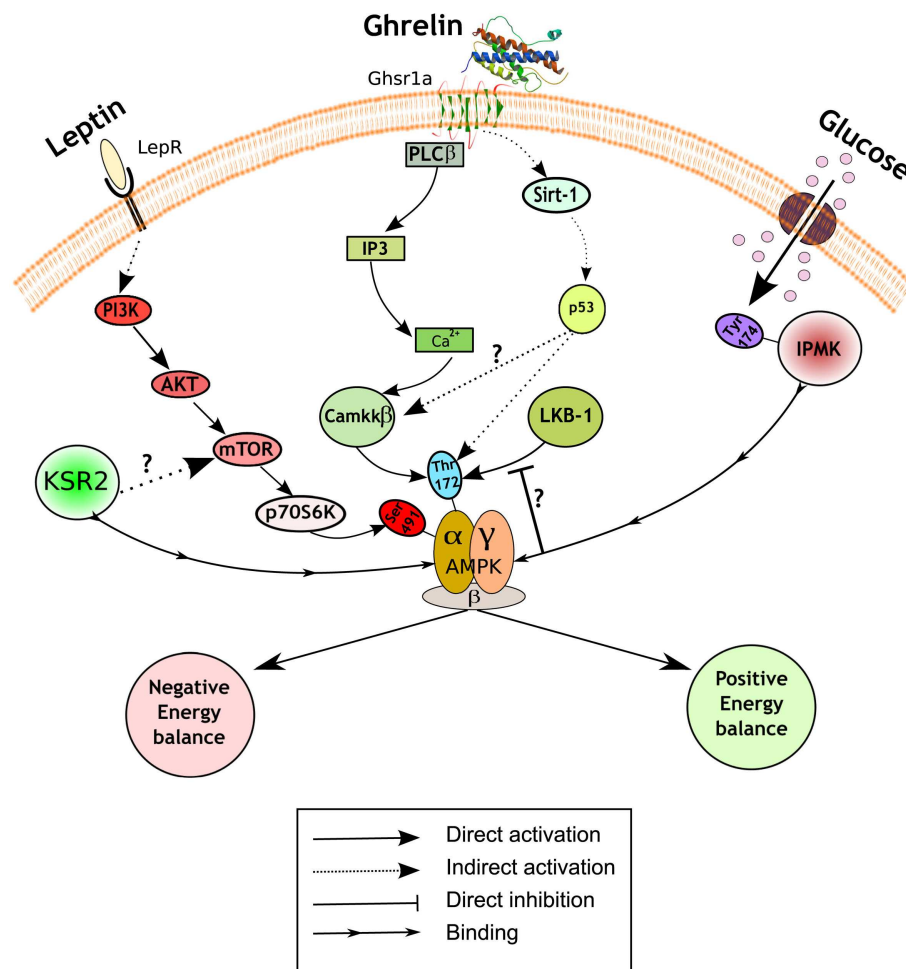 Ghrelin
Ghsr1a
Leptin
LepR
Glucose
PLCβ
Sirt-1
IP3
PI3K
p53
Tyr
174
IPMK
Ca2+
?
AKT
Camkkβ
LKB-1
mTOR
?
KSR2
Thr
172
?
p70S6K
Ser
491
α γ
AMPK
β
Negative
Energy
balance
Positive
Energy
balance
Direct activation
Indirect activation
Direct inhibition
Binding